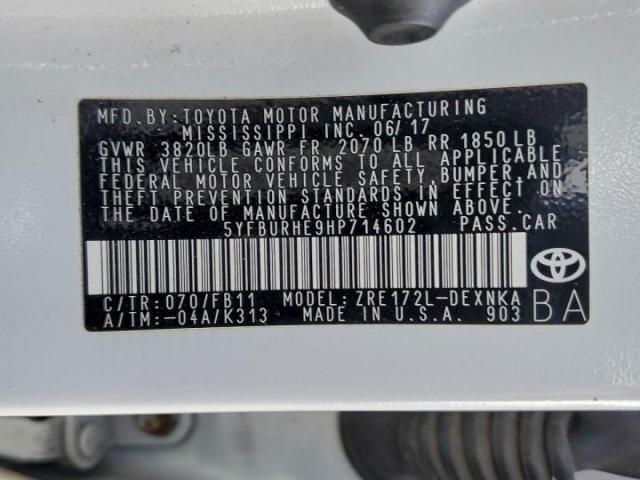 MFD.BY:TOYOTA MOTOR MANUFACTURING
MISSISSIPPI INC. 06/17
GVWR 3820LB GAWR FR 2070 LB RR 1850 LB
THIS VEHICLE CONFORMS TO ALL APPLICABLE
FEDERAL MOTOR VEHICLE SAFETY,BUMPER,AND
THEFT PREVENTION STANDARDS IN EFFECT ON
THE DATE OF MANUFACTURE SHOWN ABOVE.
5YFBURHE9HP714602 PASS.CAR
C/TR:070/FB11 MODEL:ZRE172L-DEXNKA
A/TM:-04A/K313 MADE IN U.S.A. 903
BA